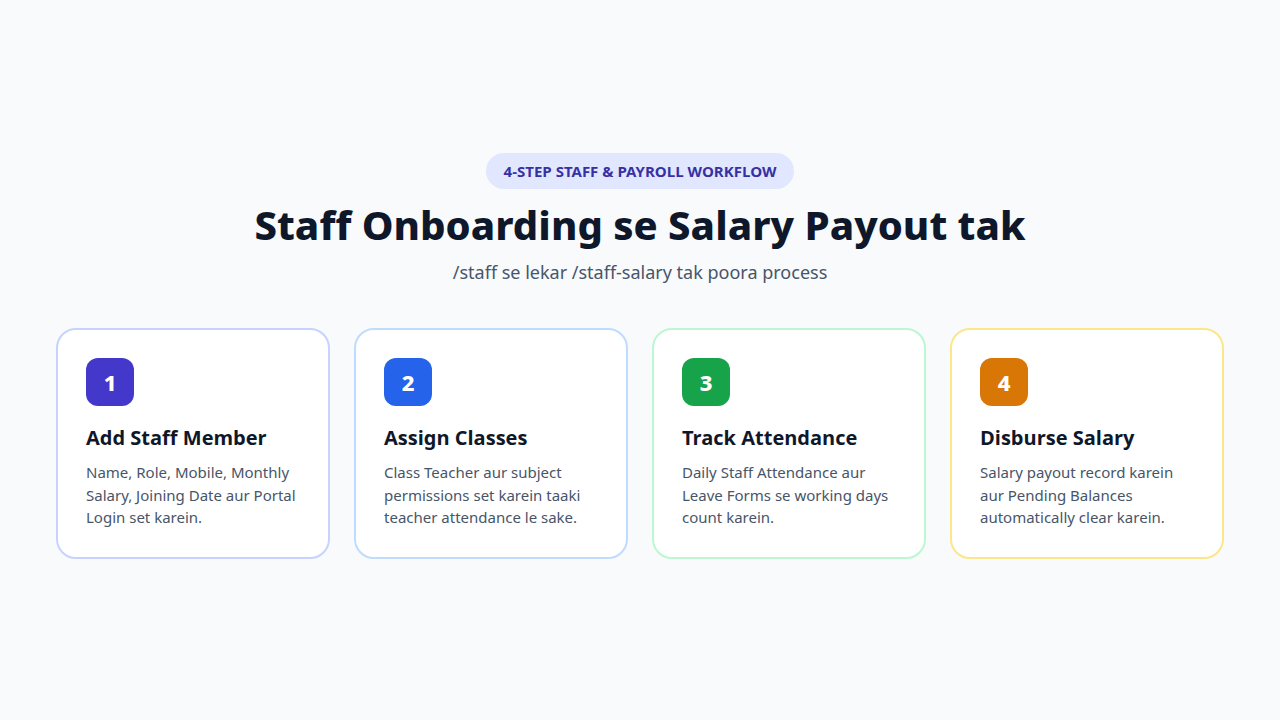 4-STEP STAFF & PAYROLL WORKFLOW
Staff Onboarding se Salary Payout tak
/staff se lekar /staff-salary tak poora process
1
Add Staff Member
Name, Role, Mobile, Monthly
Salary, Joining Date aur Portal
Login set karein.
2
Assign Classes
Class Teacher aur subject
permissions set karein taaki
teacher attendance le sake.
3
Track Attendance
Daily Staff Attendance aur
Leave Forms se working days
count karein.
4
Disburse Salary
Salary payout record karein
aur Pending Balances
automatically clear karein.